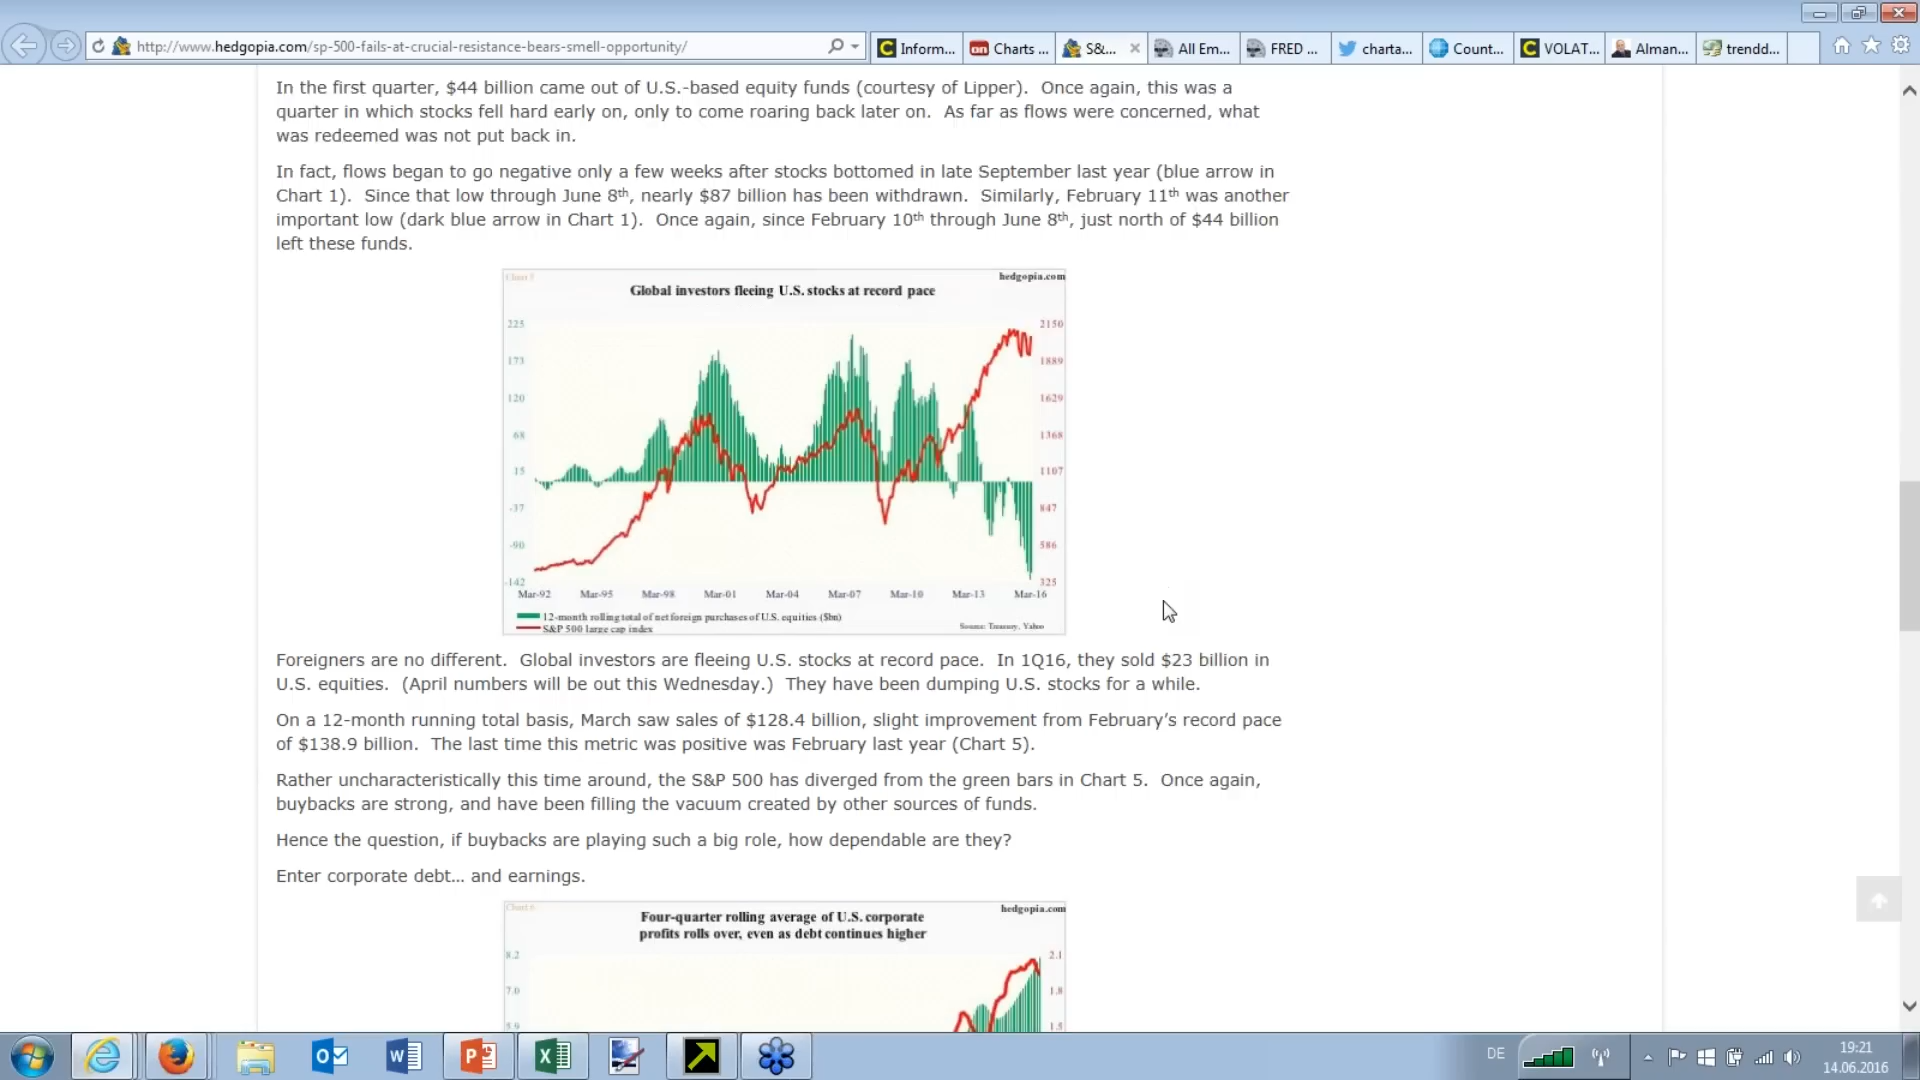 http://www.hedgopia.com/sp-500-fails-at-crucial-resistance-bears-smell-opportunity/
Inform...
Charts ...
S&...
All Em...
FRED ...
charta...
Count...
VOLAT...
Alman...
trendd...
In the first quarter, $44 billion came out of U.S.-based equity funds (courtesy of Lipper).  Once again, this was a
quarter in which stocks fell hard early on, only to come roaring back later on.  As far as flows were concerned, what
was redeemed was not put back in.
In fact, flows began to go negative only a few weeks after stocks bottomed in late September last year (blue arrow in
Chart 1).  Since that low through June 8th, nearly $87 billion has been withdrawn.  Similarly, February 11th was another
important low (dark blue arrow in Chart 1).  Once again, since February 10th through June 8th, just north of $44 billion
left these funds.
Chart 5
hedgopia.com
Global investors fleeing U.S. stocks at record pace
225
173
120
68
15
-37
-90
-142
2150
1889
1629
1368
1107
847
586
325
Mar-92 Mar-95 Mar-98 Mar-01 Mar-04 Mar-07 Mar-10 Mar-13 Mar-16
12-month rolling total of net foreign purchases of U.S. equities ($bn)
S&P 500 large cap index
Source: Treasury, Yahoo
Foreigners are no different.  Global investors are fleeing U.S. stocks at record pace.  In 1Q16, they sold $23 billion in
U.S. equities.  (April numbers will be out this Wednesday.)  They have been dumping U.S. stocks for a while.
On a 12-month running total basis, March saw sales of $128.4 billion, slight improvement from February’s record pace
of $138.9 billion.  The last time this metric was positive was February last year (Chart 5).
Rather uncharacteristically this time around, the S&P 500 has diverged from the green bars in Chart 5.  Once again,
buybacks are strong, and have been filling the vacuum created by other sources of funds.
Hence the question, if buybacks are playing such a big role, how dependable are they?
Enter corporate debt… and earnings.
Chart 6
hedgopia.com
Four-quarter rolling average of U.S. corporate
profits rolls over, even as debt continues higher
8.2
7.0
5.9
2.1
1.8
1.5
DE
19:21
14.06.2016